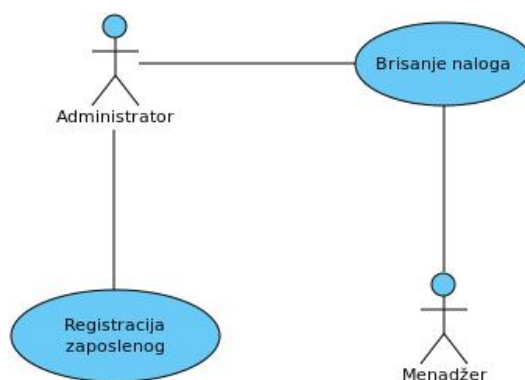 Brisanje naloga
Administrator
Registracija
zaposlenog
Menadžer